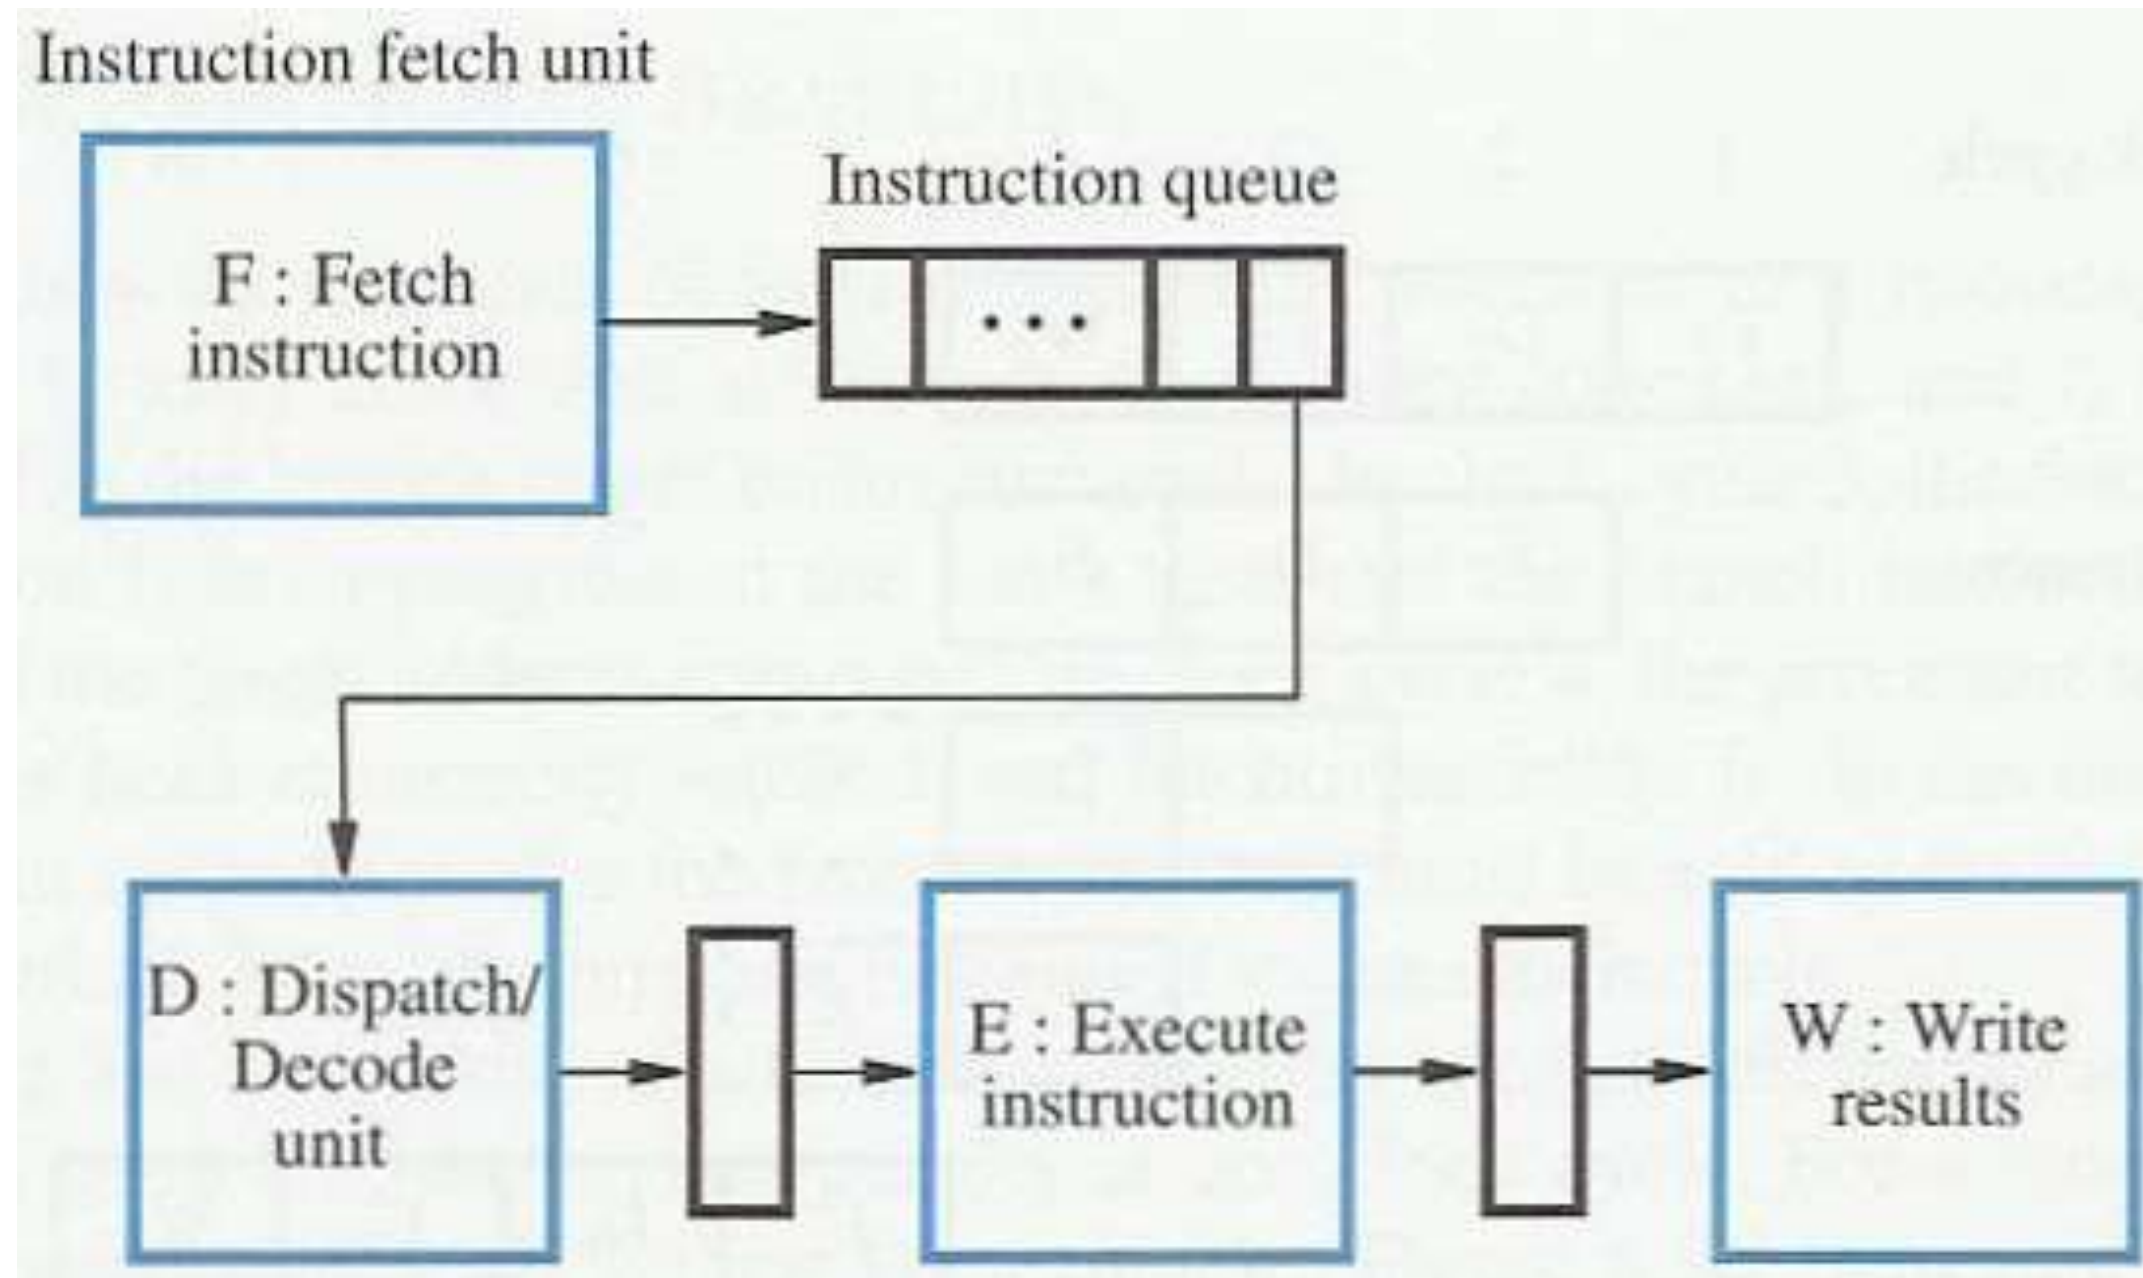 Instruction fetch unit
F : Fetch
instruction
Instruction queue
. . .
D : Dispatch/
Decode
unit
E : Execute
instruction
W : Write
results